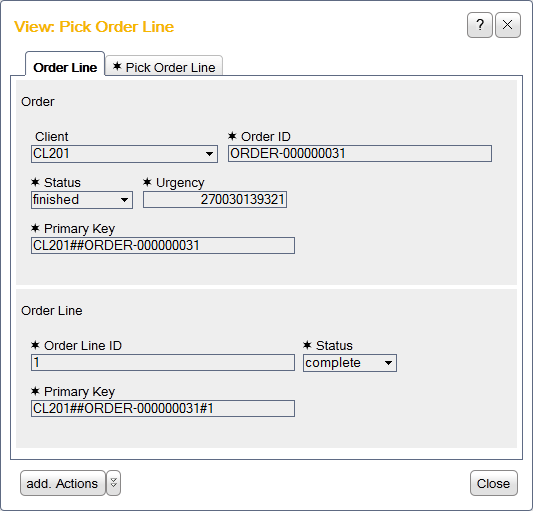 View: Pick Order Line
? ×
Order Line ✶ Pick Order Line
Order
Client ✶ Order ID
CL201 ORDER-000000031
✶ Status ✶ Urgency
finished 270030139321
✶ Primary Key
CL201##ORDER-000000031
Order Line
✶ Order Line ID ✶ Status
1 complete
✶ Primary Key
CL201##ORDER-000000031#1
add. Actions Close